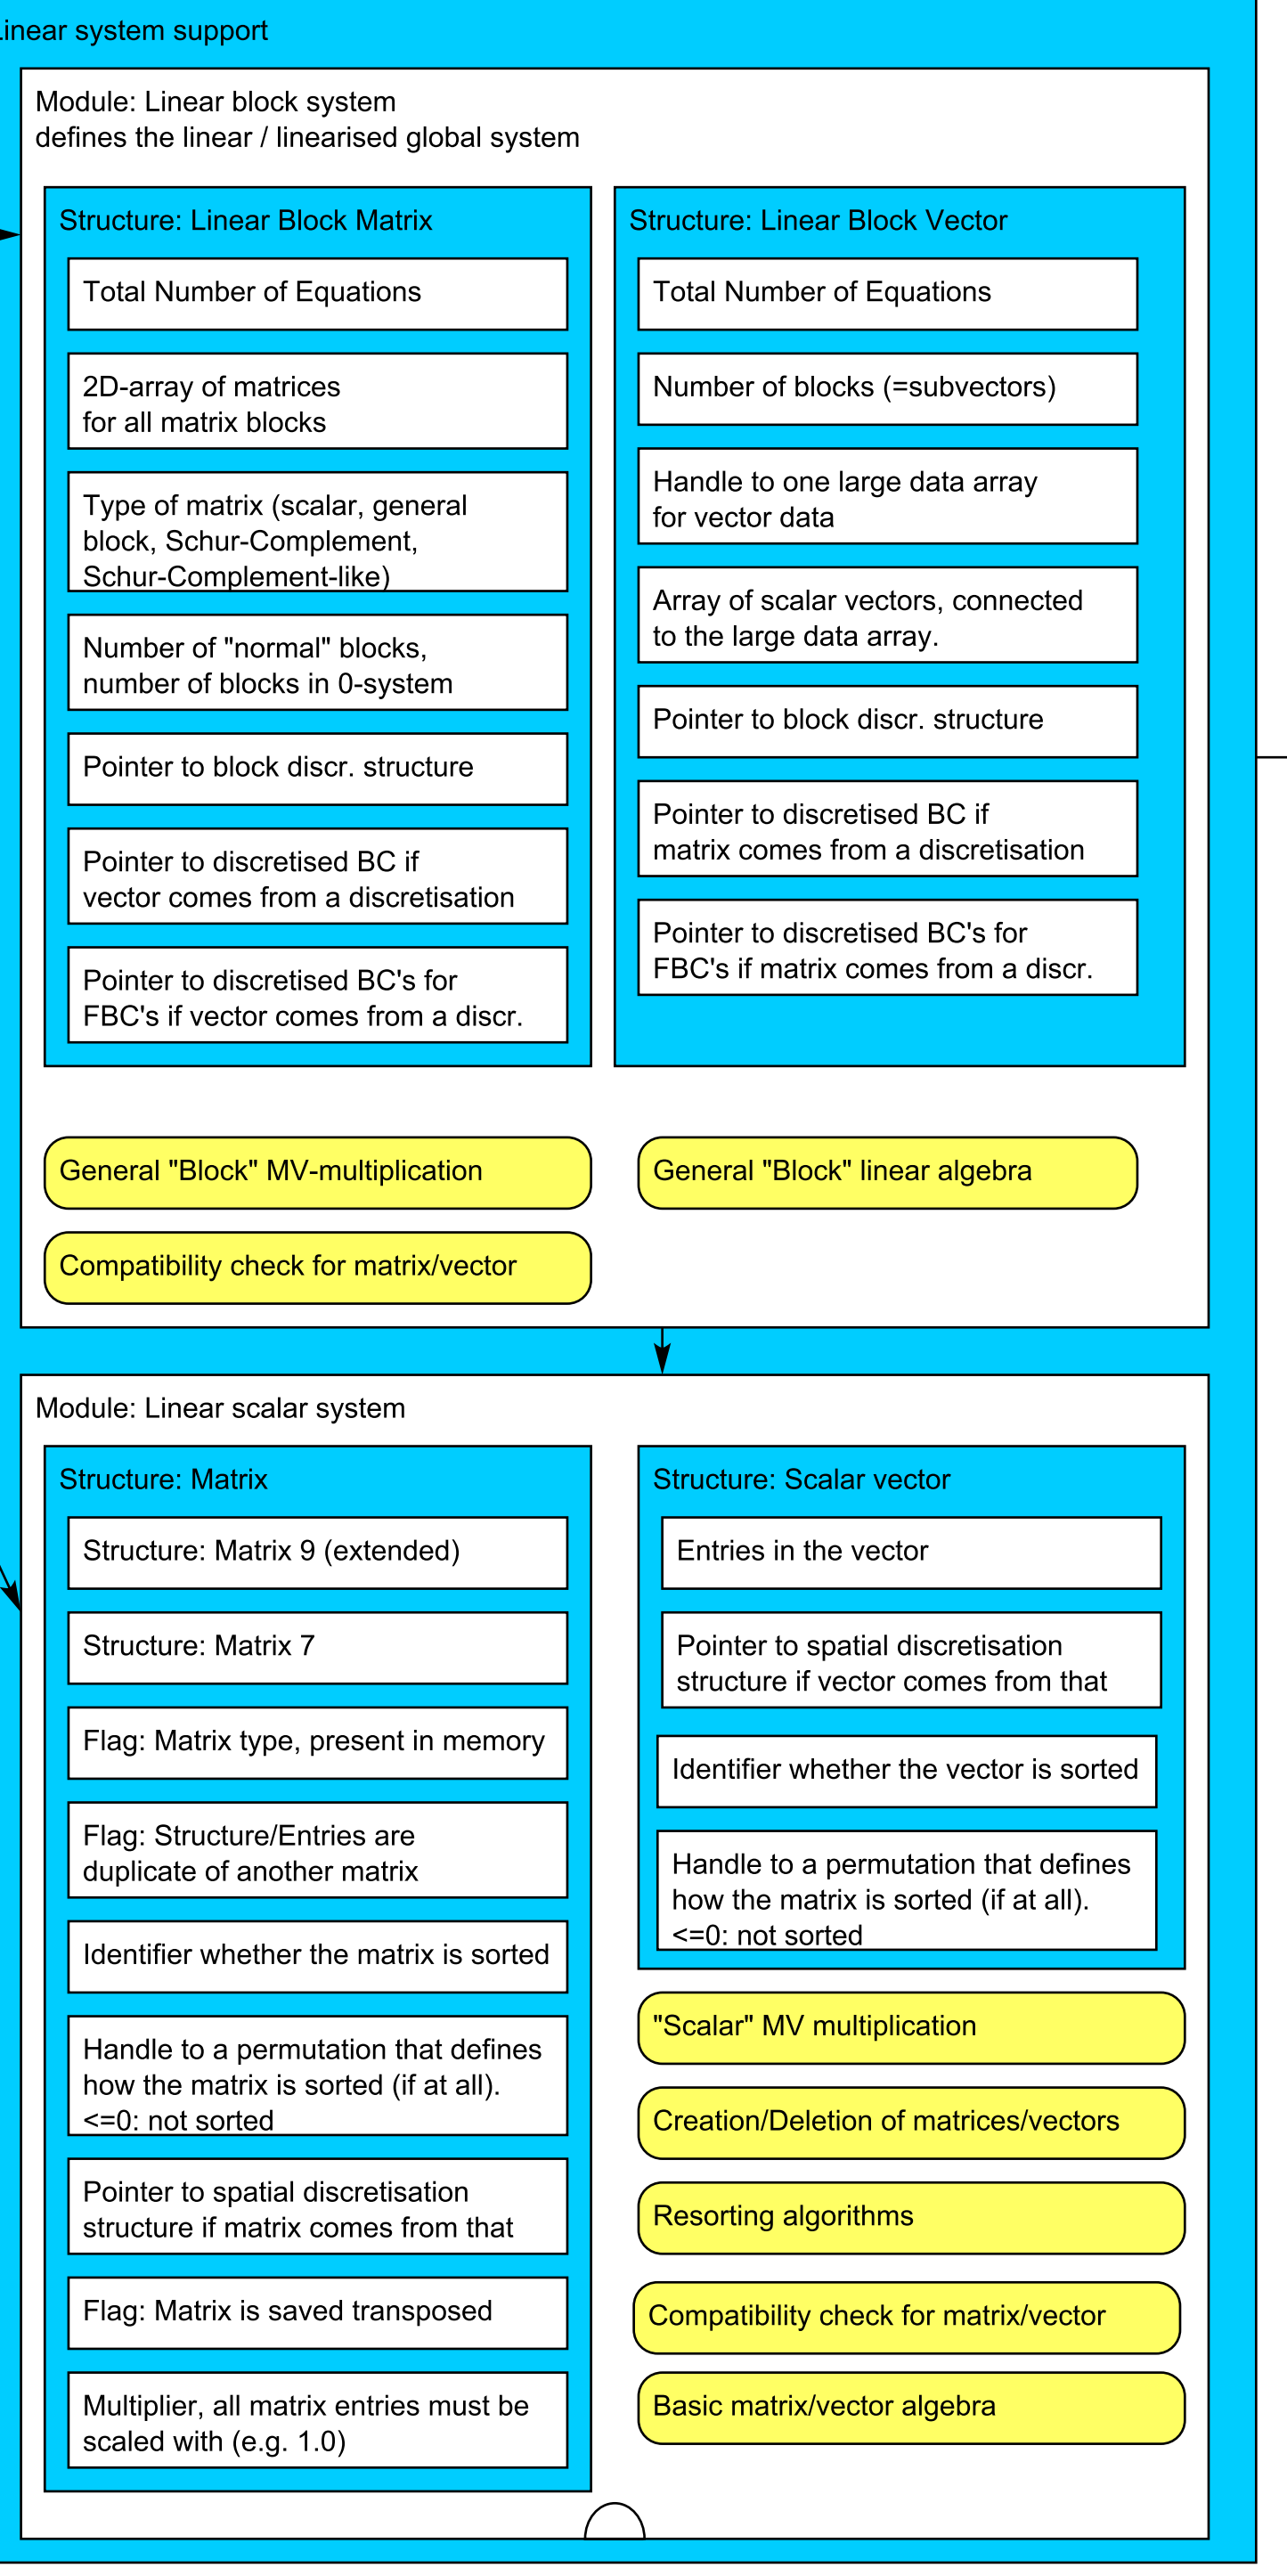 Linear system support
Module: Linear block system
defines the linear / linearised global system
Structure: Linear Block Matrix
Total Number of Equations
2D-array of matrices
for all matrix blocks
Type of matrix (scalar, general
block, Schur-Complement,
Schur-Complement-like)
Number of "normal" blocks,
number of blocks in 0-system
Pointer to block discr. structure
Pointer to discretised BC if
vector comes from a discretisation
Pointer to discretised BC's for
FBC's if vector comes from a discr.
Structure: Linear Block Vector
Total Number of Equations
Number of blocks (=subvectors)
Handle to one large data array
for vector data
Array of scalar vectors, connected
to the large data array.
Pointer to block discr. structure
Pointer to discretised BC if
matrix comes from a discretisation
Pointer to discretised BC's for
FBC's if matrix comes from a discr.
General "Block" MV-multiplication
General "Block" linear algebra
Compatibility check for matrix/vector
Module: Linear scalar system
Structure: Matrix
Structure: Matrix 9 (extended)
Structure: Matrix 7
Flag: Matrix type, present in memory
Flag: Structure/Entries are
duplicate of another matrix
Identifier whether the matrix is sorted
Handle to a permutation that defines
how the matrix is sorted (if at all).
<=0: not sorted
Pointer to spatial discretisation
structure if matrix comes from that
Flag: Matrix is saved transposed
Multiplier, all matrix entries must be
scaled with (e.g. 1.0)
Structure: Scalar vector
Entries in the vector
Pointer to spatial discretisation
structure if vector comes from that
Identifier whether the vector is sorted
Handle to a permutation that defines
how the matrix is sorted (if at all).
<=0: not sorted
"Scalar" MV multiplication
Creation/Deletion of matrices/vectors
Resorting algorithms
Compatibility check for matrix/vector
Basic matrix/vector algebra